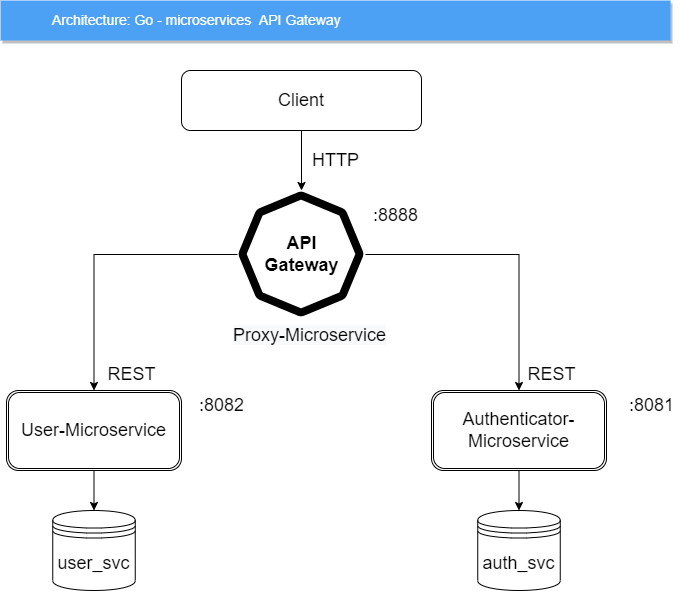 Architecture: Go - microservices  API Gateway
Client
HTTP
:8888
API
Gateway
Proxy-Microservice
REST
REST
:8082
:8081
User-Microservice
Authenticator-
Microservice
user_svc
auth_svc